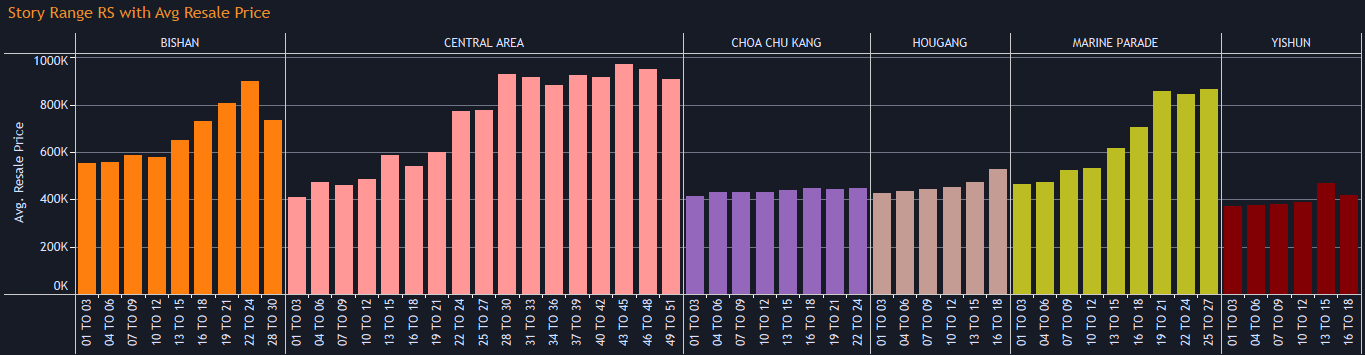 Story Range RS with Avg Resale Price
BISHAN
CENTRAL AREA
CHOA CHU KANG
HOUGANG
MARINE PARADE
YISHUN
Avg. Resale Price
1000K
800K
600K
400K
200K
0K
01 TO 03
04 TO 06
07 TO 09
10 TO 12
13 TO 15
16 TO 18
19 TO 21
22 TO 24
28 TO 30
01 TO 03
04 TO 06
07 TO 09
10 TO 12
13 TO 15
16 TO 18
19 TO 21
22 TO 24
25 TO 27
28 TO 30
31 TO 33
34 TO 36
37 TO 39
40 TO 42
43 TO 45
46 TO 48
49 TO 51
01 TO 03
04 TO 06
07 TO 09
10 TO 12
13 TO 15
16 TO 18
19 TO 21
22 TO 24
01 TO 03
04 TO 06
07 TO 09
10 TO 12
13 TO 15
16 TO 18
01 TO 03
04 TO 06
07 TO 09
10 TO 12
13 TO 15
16 TO 18
19 TO 21
22 TO 24
25 TO 27
01 TO 03
04 TO 06
07 TO 09
10 TO 12
13 TO 15
16 TO 18